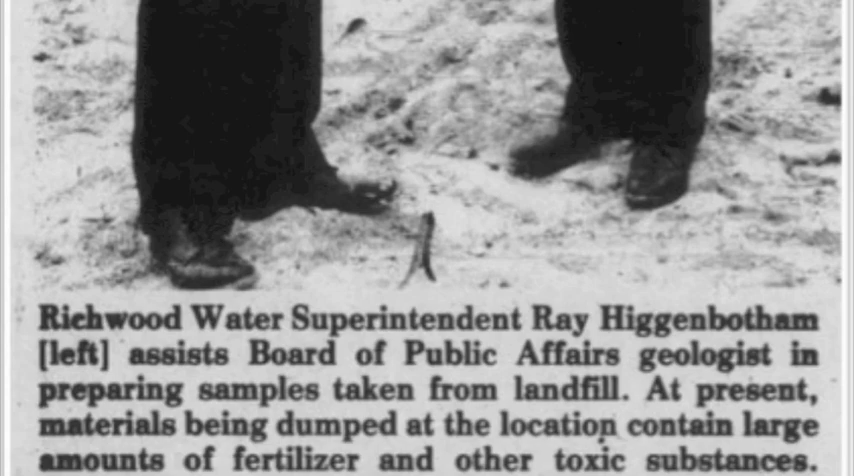 Richwood Water Superintendent Ray Higgenbotham
[left] assists Board of Public Affairs geologist in
preparing samples taken from landfill. At present,
materials being dumped at the location contain large
amounts of fertilizer and other toxic substances.